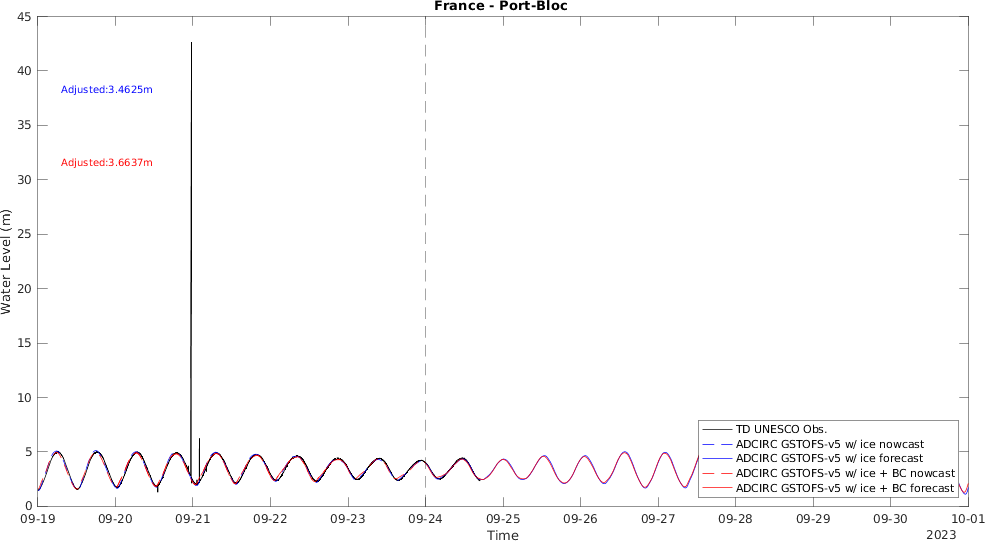 France - Port-Bloc
45
40
35
30
25
20
15
10
5
0
Water Level (m)
Adjusted:3.4625m
Adjusted:3.6637m
TD UNESCO Obs.
ADCIRC GSTOFS-v5 w/ ice nowcast
ADCIRC GSTOFS-v5 w/ ice forecast
ADCIRC GSTOFS-v5 w/ ice + BC nowcast
ADCIRC GSTOFS-v5 w/ ice + BC forecast
09-19 09-20 09-21 09-22 09-23 09-24 09-25 09-26 09-27 09-28 09-29 09-30 10-01
Time
2023